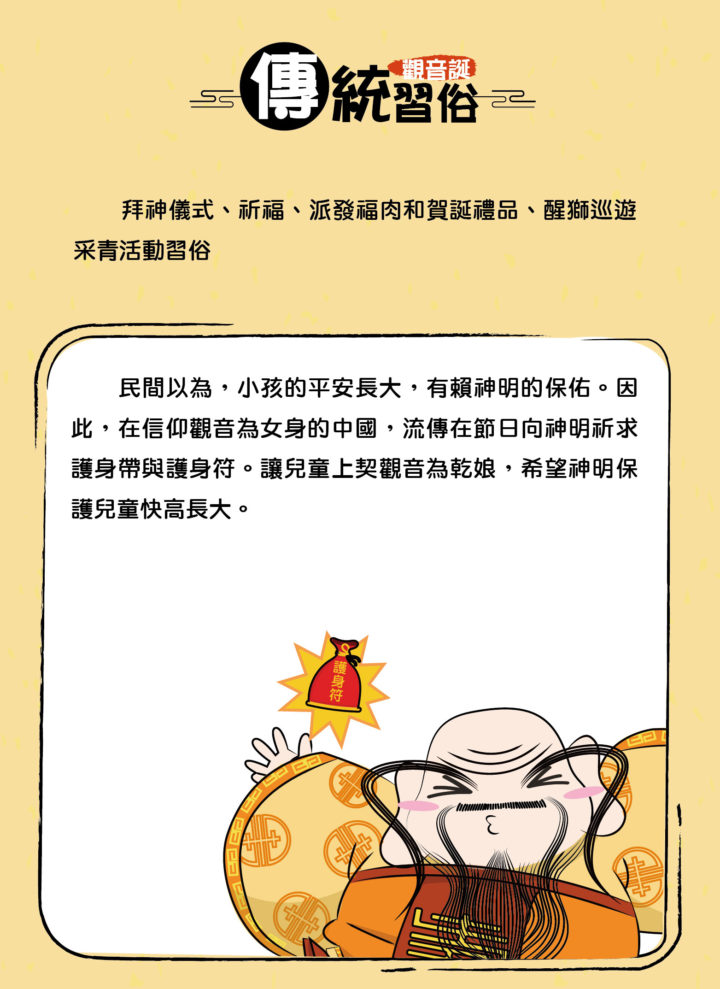 觀音誕
傳統習俗
拜神儀式、祈福、派發福肉和賀誕禮品、醒獅巡遊
采青活動習俗
民間以為，小孩的平安長大，有賴神明的保佑。因
此，在信仰觀音為女身的中國，流傳在節日向神明祈求
護身帶與護身符。讓兒童上契觀音為乾娘，希望神明保
護兒童快高長大。
護身符